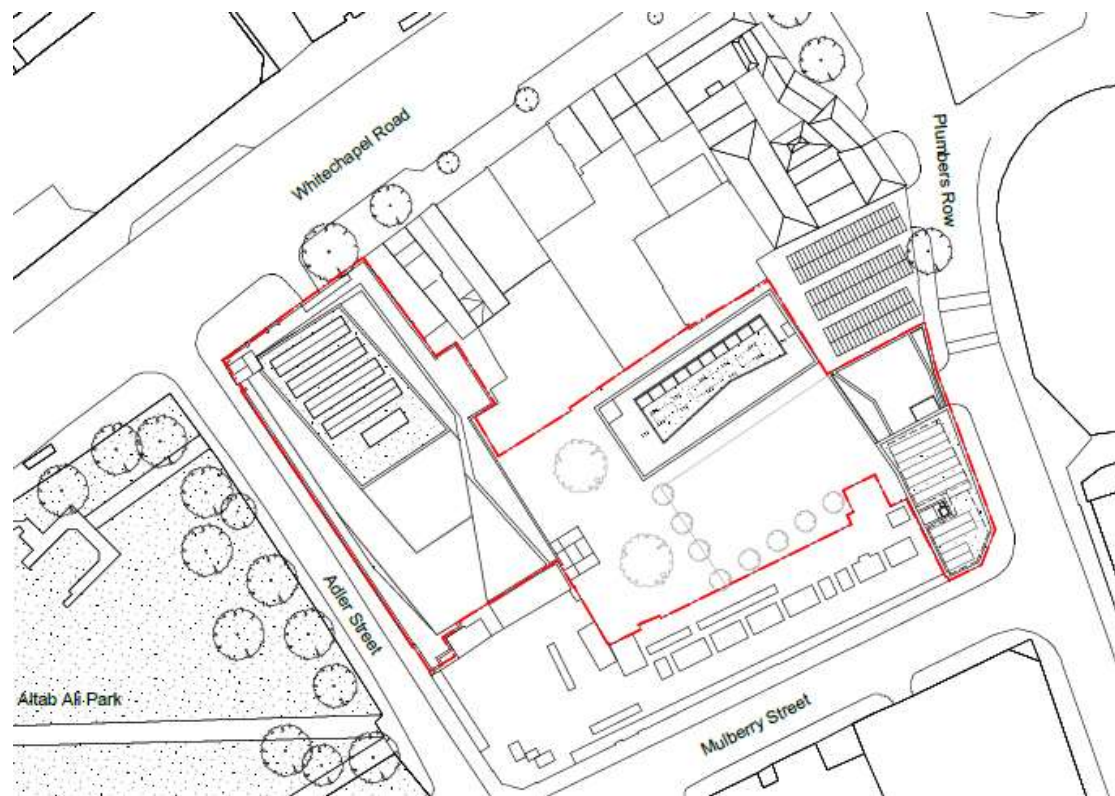 Whitechapel Road
Plumbers Row
Adler Street
Altab Ali Park
Mulberry Street